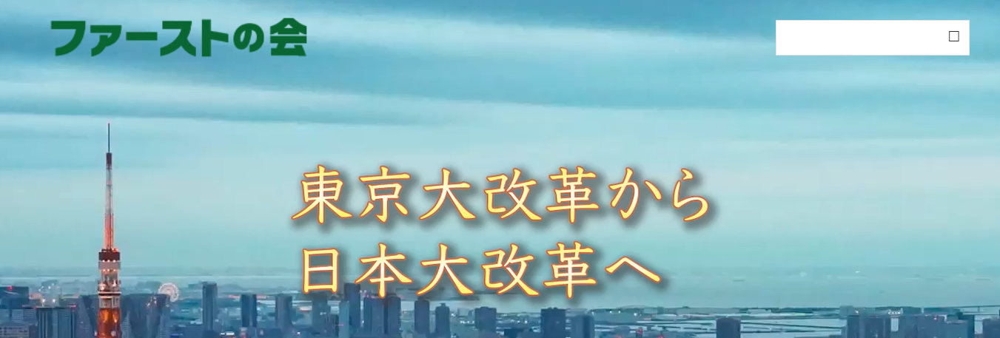 ファーストの会
東京大改革から
日本大改革へ